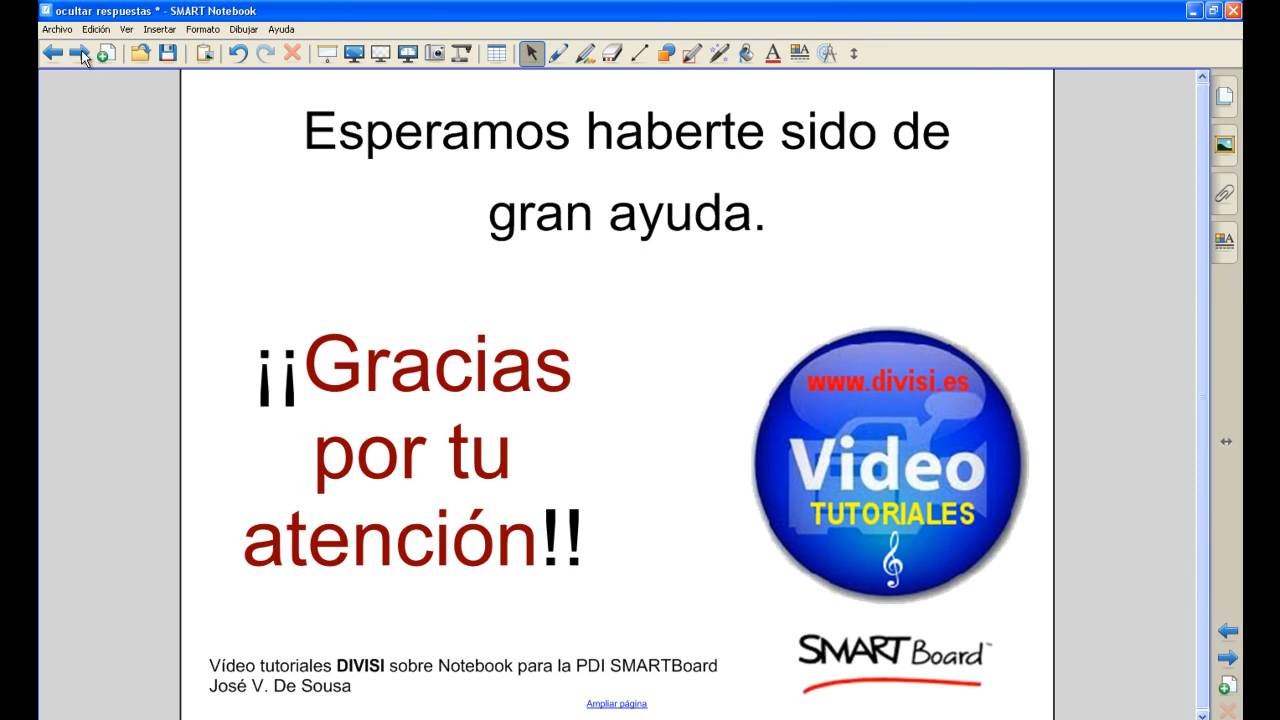 ocultar respuestas * - SMART Notebook
Archivo Edición Ver Insertar Formato Dibujar Ayuda
Esperamos haberte sido de
gran ayuda.
¡¡Gracias
por tu
atención!!
www.divisi.es
Video
TUTORIALES
SMART Board™
Vídeo tutoriales DIVISI sobre Notebook para la PDI SMARTBoard
José V. De Sousa
Ampliar página